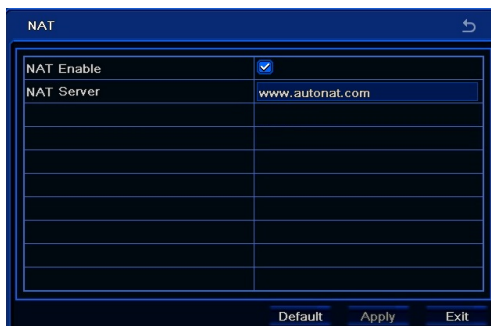 NAT
NAT Enable
NAT Server www.autonat.com
Default Apply Exit